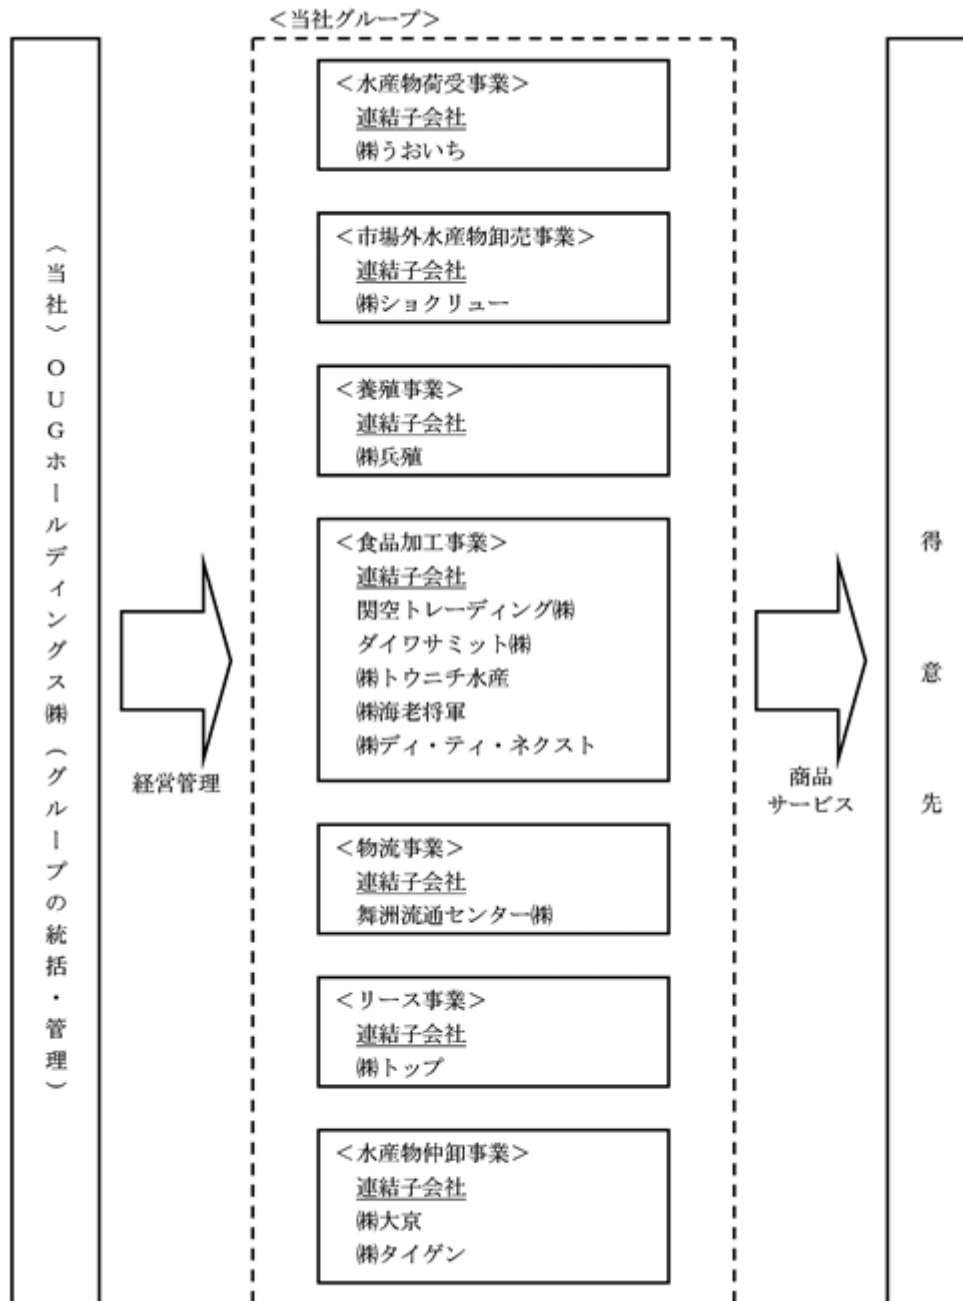 ＜当社グループ＞
〈当社〉ＯＵＧホールディングス㈱（グループの統括・管理）
経営管理
＜水産物荷受事業＞
連結子会社
㈱うおいち
＜市場外水産物卸売事業＞
連結子会社
㈱ショクリュー
＜養殖事業＞
連結子会社
㈱兵殖
＜食品加工事業＞
連結子会社
関空トレーディング㈱
ダイワサミット㈱
㈱トウニチ水産
㈱海老将軍
㈱ディ・ティ・ネクスト
＜物流事業＞
連結子会社
舞洲流通センター㈱
＜リース事業＞
連結子会社
㈱トップ
＜水産物仲卸事業＞
連結子会社
㈱大京
㈱タイゲン
商品
サービス
得意先